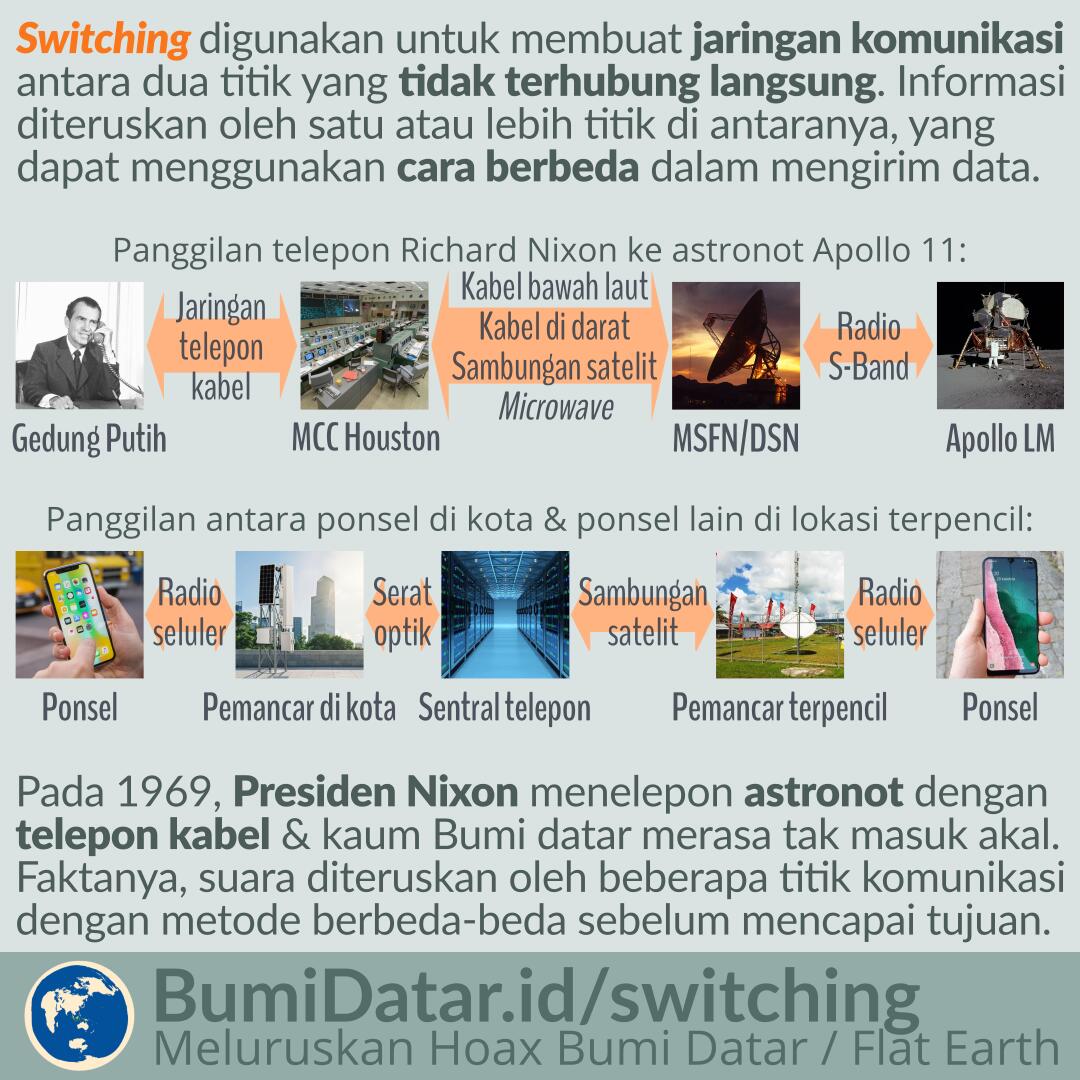 Switching digunakan untuk membuat jaringan komunikasi
antara dua titik yang tidak terhubung langsung. Informasi
diteruskan oleh satu atau lebih titik di antaranya, yang
dapat menggunakan cara berbeda dalam mengirim data.
Panggilan telepon Richard Nixon ke astronot Apollo 11:
Jaringan
telepon
kabel
Kabel bawah laut
Kabel di darat
Sambungan satelit
Microwave
Radio
S-Band
Gedung Putih
MCC Houston
MSFN/DSN
Apollo LM
Panggilan antara ponsel di kota & ponsel lain di lokasi terpencil:
Radio
seluler
Serat
optik
Sambungan
satelit
Radio
seluler
Ponsel
Pemancar di kota
Sentral telepon
Pemancar terpencil
Ponsel
Pada 1969, Presiden Nixon menelepon astronot dengan
telepon kabel & kaum Bumi datar merasa tak masuk akal.
Faktanya, suara diteruskan oleh beberapa titik komunikasi
dengan metode berbeda-beda sebelum mencapai tujuan.
BumiDatar.id/switching
Meluruskan Hoax Bumi Datar / Flat Earth